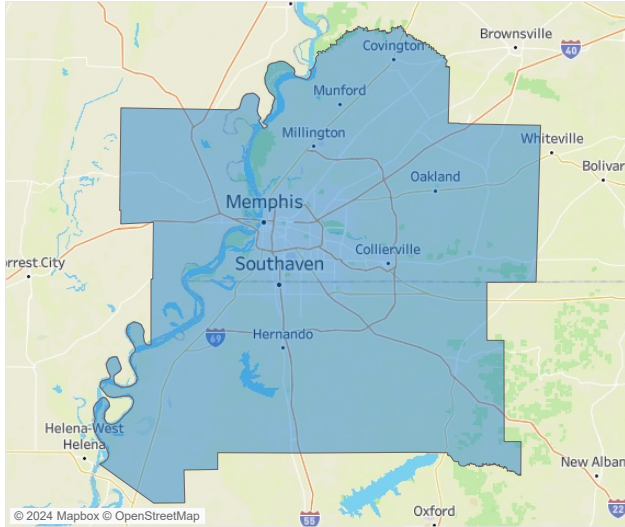 Covington
Brownsville
40
Munford
Millington
Whiteville
Bolivar
Oakland
Memphis
Collierville
rrest City
Southaven
69
Hernando
Helena-West
Helena
New Alban
Oxford
55
22
© 2024 Mapbox © OpenStreetMap